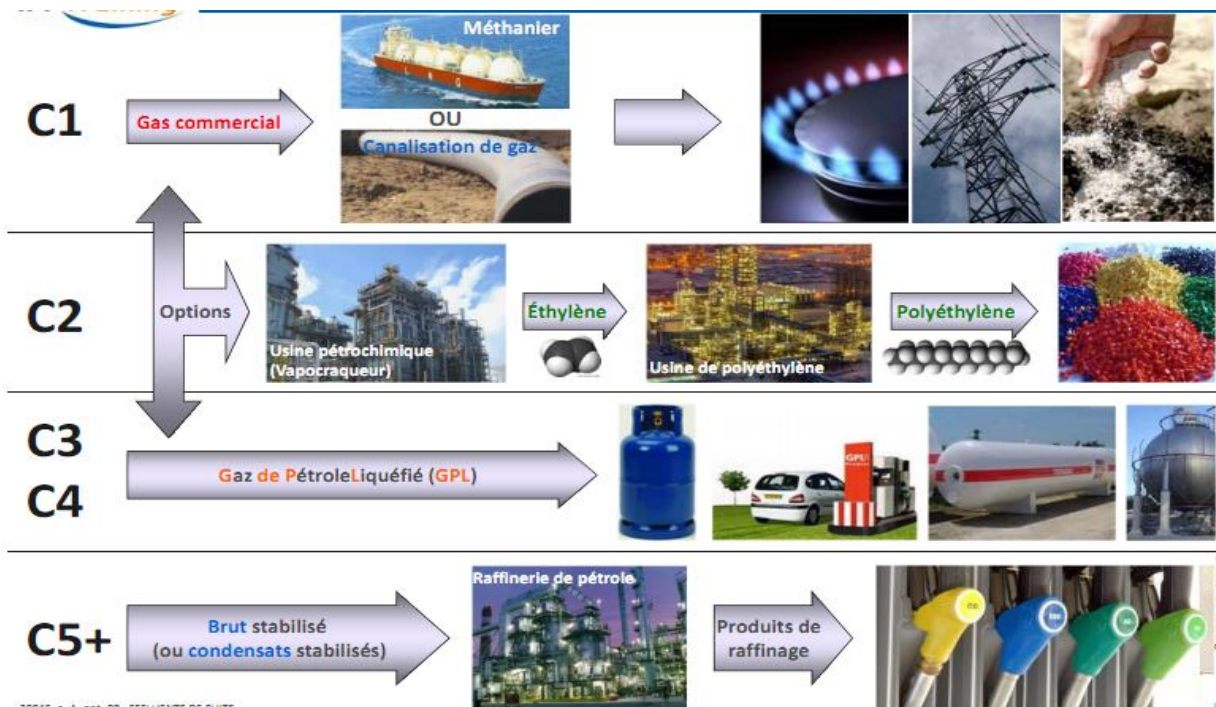 C1
Gas commercial
Méthanier
L N G
OU
Canalisation de gaz
C2
Options
Usine pétrochimique
(Vapocraqueur)
Éthylène
Usine de polyéthylène
Polyéthylène
C3
C4
Gaz de PétroleLiquéfié (GPL)
GPL
C5+
Brut stabilisé
(ou condensats stabilisés)
Raffinerie de pétrole
Produits de
raffinage